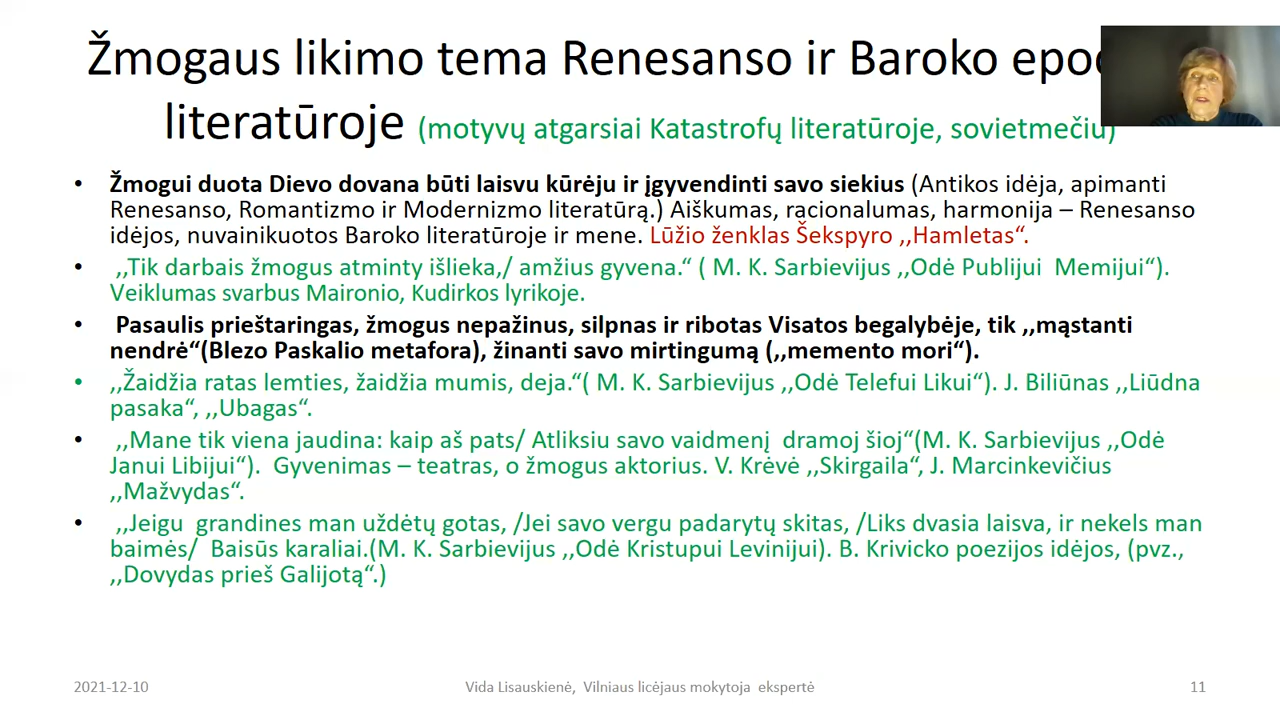 Žmogaus likimo tema Renesanso ir Baroko
literatūroje (motyvų atgarsiai Katastrofų literatūroje, sovietmečiu)
• Žmogui duota Dievo dovana būti laisvu kūrėju ir įgyvendinti savo siekius (Antikos idėja, apimanti
Renesanso, Romantizmo ir Modernizmo literatūrą.) Aiškumas, racionalumas, harmonija – Renesanso
idėjos, nuvainikuotos Baroko literatūroje ir mene. Lūžio ženklas Šekspyro ,,Hamletas“.
• ,,Tik darbais žmogus atminty išlieka,/ amžius gyvena.“ ( M. K. Sarbievijus ,,Odė Publijui Memijui“).
Veiklumas svarbus Maironio, Kudirkos lyrikoje.
• Pasaulis prieštaringas, žmogus nepažinus, silpnas ir ribotas Visatos begalybėje, tik ,,mąstanti
nendrė“(Blezo Paskalio metafora), žinanti savo mirtingumą (,,memento mori“).
• ,,Žaidžia ratas lemties, žaidžia mumis, deja.“( M. K. Sarbievijus ,,Odė Telefui Likui“). J. Biliūnas ,,Liūdna
pasaka“, ,,Ubagas“.
• ,,Mane tik viena jaudina: kaip aš pats/ Atliksiu savo vaidmenį dramoj šioj“(M. K. Sarbievijus ,,Odė
Janui Libijui“). Gyvenimas – teatras, o žmogus aktorius. V. Krėvė ,,Skirgaila“, J. Marcinkevičius
,,Mažvydas“.
• ,,Jeigu grandines man uždėtų gotas, /Jei savo vergu padarytų skitas, /Liks dvasia laisva, ir nekels man
baimės/ Baisūs karaliai.(M. K. Sarbievijus ,,Odė Kristupui Levinijui). B. Krivicko poezijos idėjos, (pvz.,
,,Dovydas prieš Galijotą“.)
2021-12-10
Vida Lisauskienė, Vilniaus licėjaus mokytoja ekspertė
11